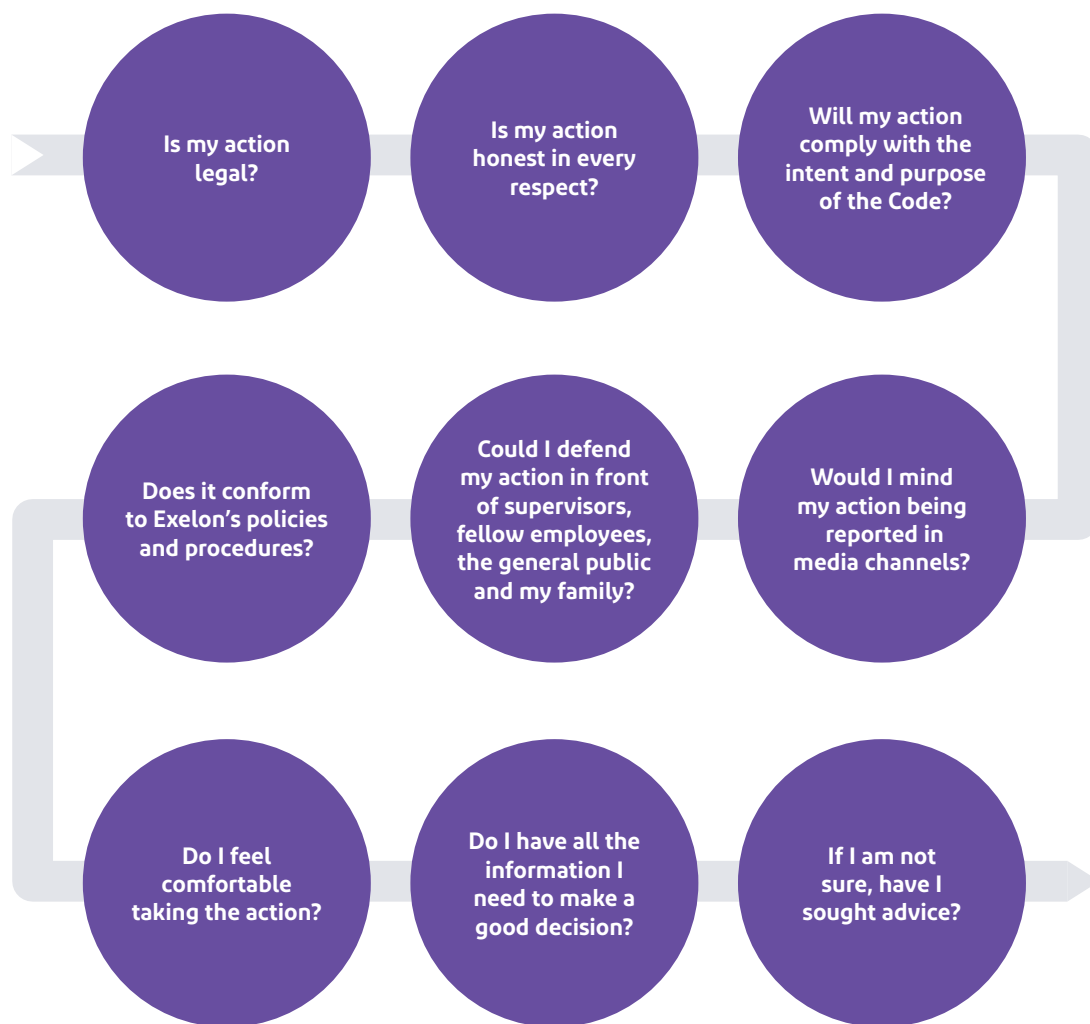 Is my action
legal?
Is my action
honest in every
respect?
Will my action
comply with the
intent and purpose
of the Code?
Would I mind
my action being
reported in
media channels?
Could I defend
my action in front
of supervisors,
fellow employees,
the general public
and my family?
Does it conform
to Exelon’s policies
and procedures?
Do I feel
comfortable
taking the action?
Do I have all the
information I
need to make a
good decision?
If I am not
sure, have I
sought advice?